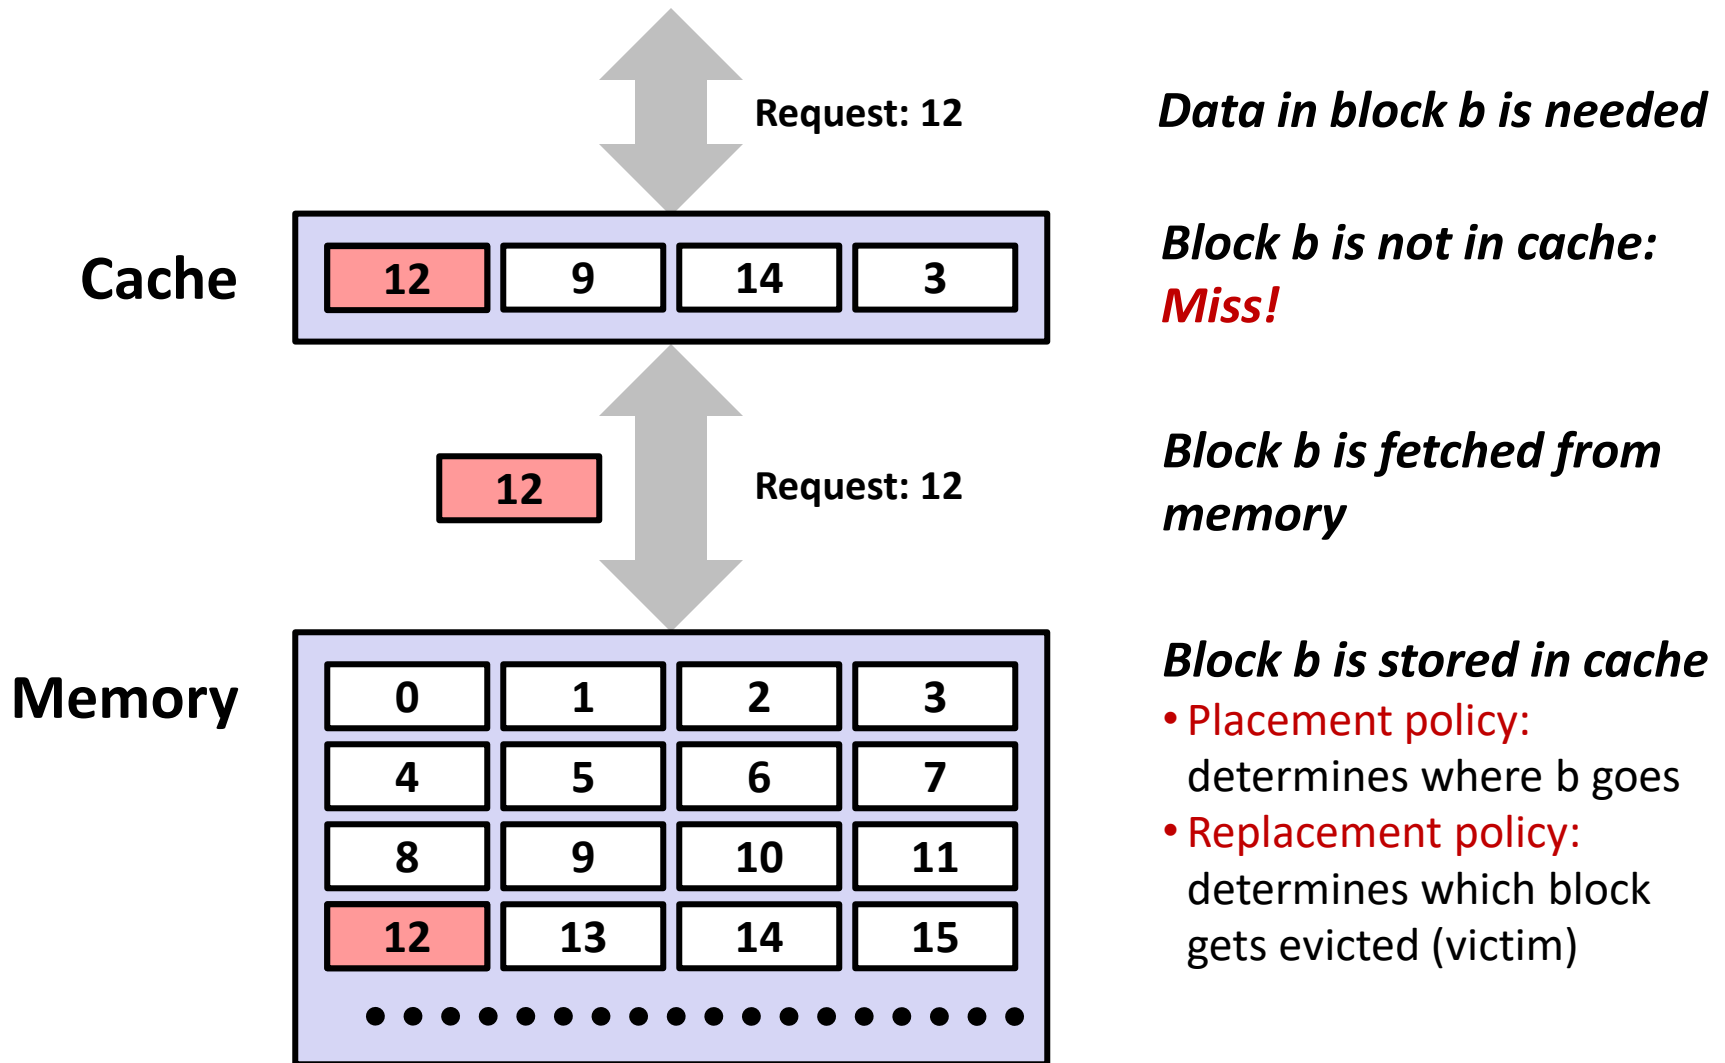 Request: 12
Data in block b is needed
Cache
12 9 14 3
Block b is not in cache:
Miss!
12
Request: 12
Block b is fetched from
memory
Memory
0 1 2 3
4 5 6 7
8 9 10 11
12 13 14 15
Block b is stored in cache
• Placement policy:
determines where b goes
• Replacement policy:
determines which block
gets evicted (victim)